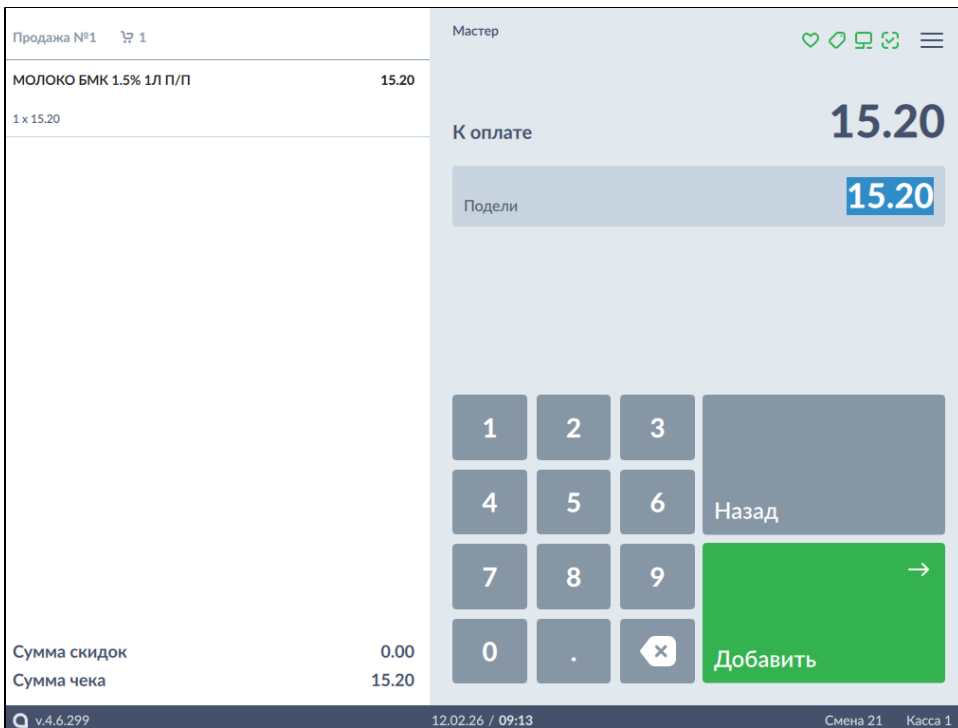 Продажа №1 1
МОЛОКО БМК 1.5% 1Л П/П 15.20
1 x 15.20
Сумма скидок 0.00
Сумма чека 15.20
Мастер
К оплате 15.20
Подели 15.20
1 2 3
4 5 6
Назад
7 8 9
0 .
Добавить
v.4.6.299 12.02.26 / 09:13 Смена 21 Касса 1